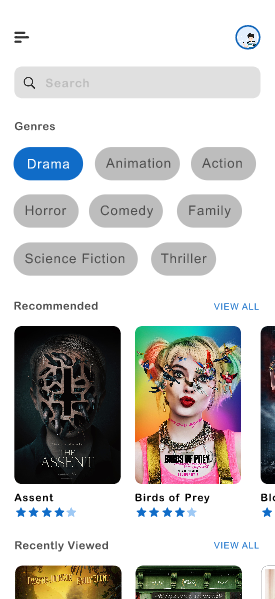 Search
Genres
Drama Animation Action
Horror Comedy Family
Science Fiction Thriller
Recommended VIEW ALL
THE
ASSENT
BIRDS OF PREY
Assent Birds of Prey Blo
Recently Viewed VIEW ALL